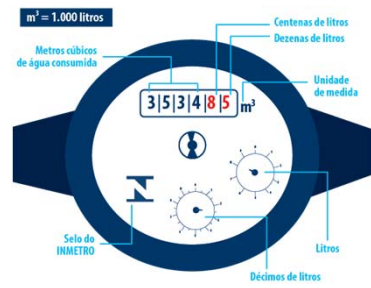 m³ = 1.000 litros
Centenas de litros
Dezenas de litros
Metros cúbicos
de água consumida
Unidade
de medida
3|5|3|4|8|5 m³
Selo do
INMETRO
Litros
Décimos de litros